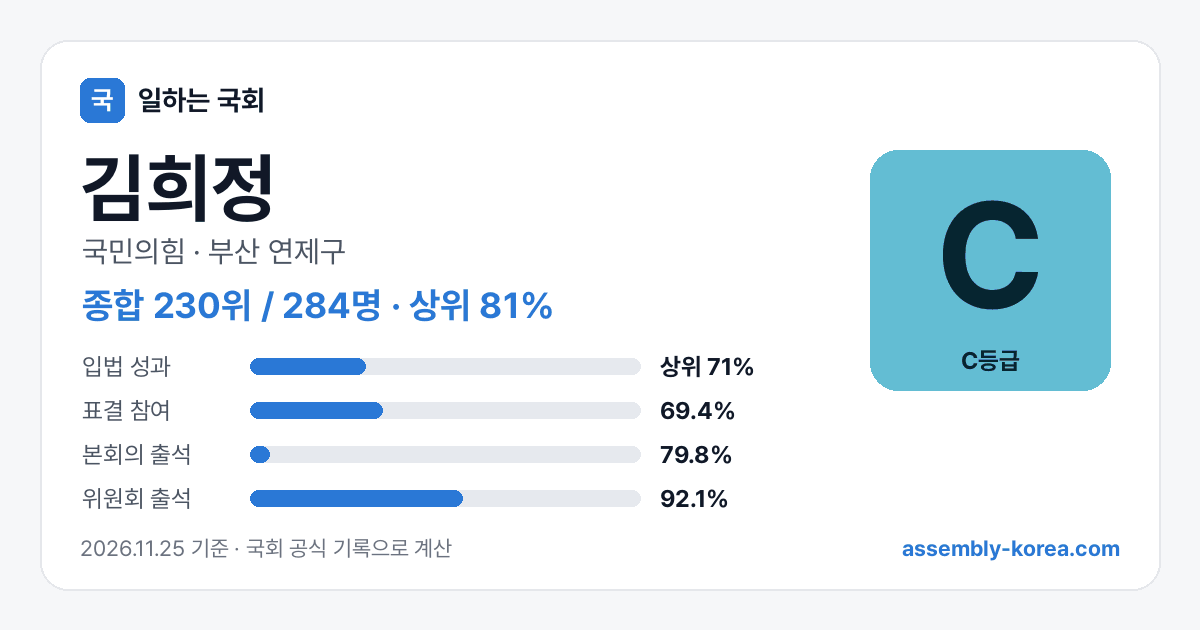 국 일하는 국회
김희정
국민의힘 · 부산 연제구
종합 230위 / 284명 · 상위 81%
C
C등급
입법 성과 상위 71%
표결 참여 69.4%
본회의 출석 79.8%
위원회 출석 92.1%
2026.11.25 기준 · 국회 공식 기록으로 계산
assembly-korea.com